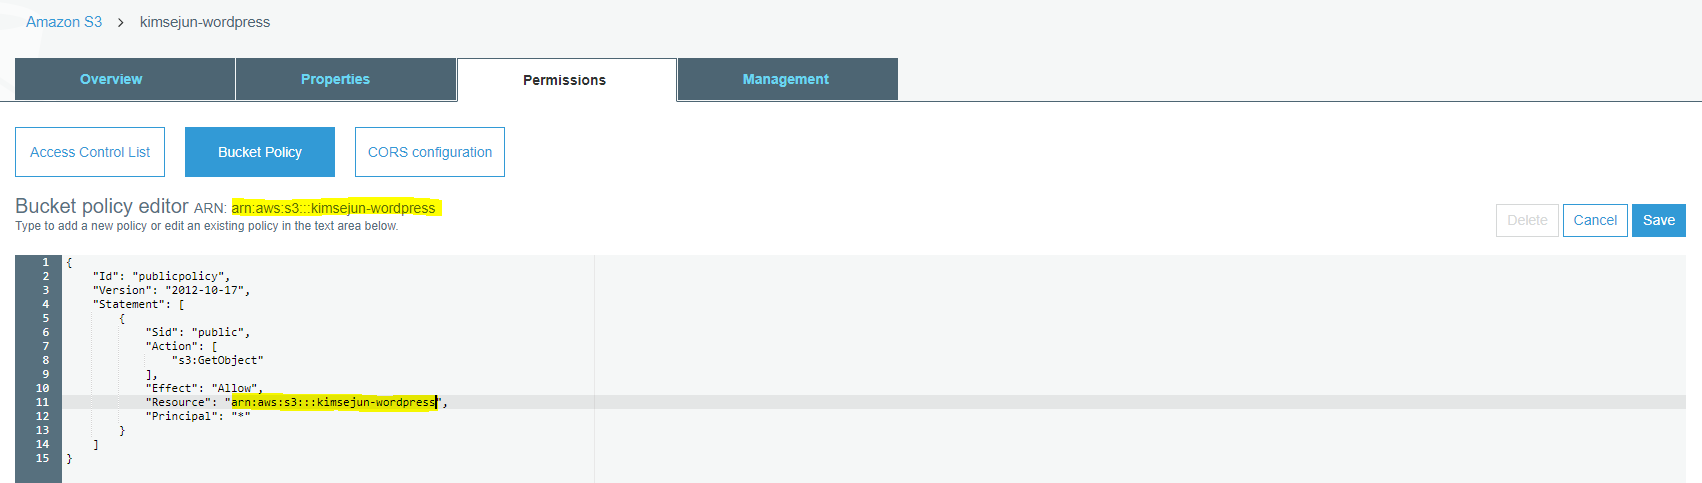 Amazon S3 > kimsejun-wordpress
Overview Properties Permissions Management
Access Control List Bucket Policy CORS configuration
Bucket policy editor ARN: arn:aws:s3:::kimsejun-wordpress
Type to add a new policy or edit an existing policy in the text area below.
Delete Cancel Save
1 {
2 "Id": "publicpolicy",
3 "Version": "2012-10-17",
4 "Statement": [
5 {
6 "Sid": "public",
7 "Action": [
8 "s3:GetObject"
9 ],
10 "Effect": "Allow",
11 "Resource": "arn:aws:s3:::kimsejun-wordpress",
12 "Principal": "*"
13 }
14 ]
15 }